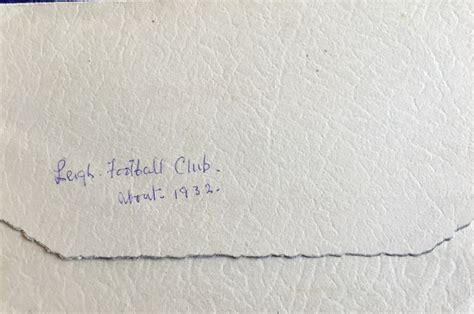 Leigh. Football Club.
about. 1932.